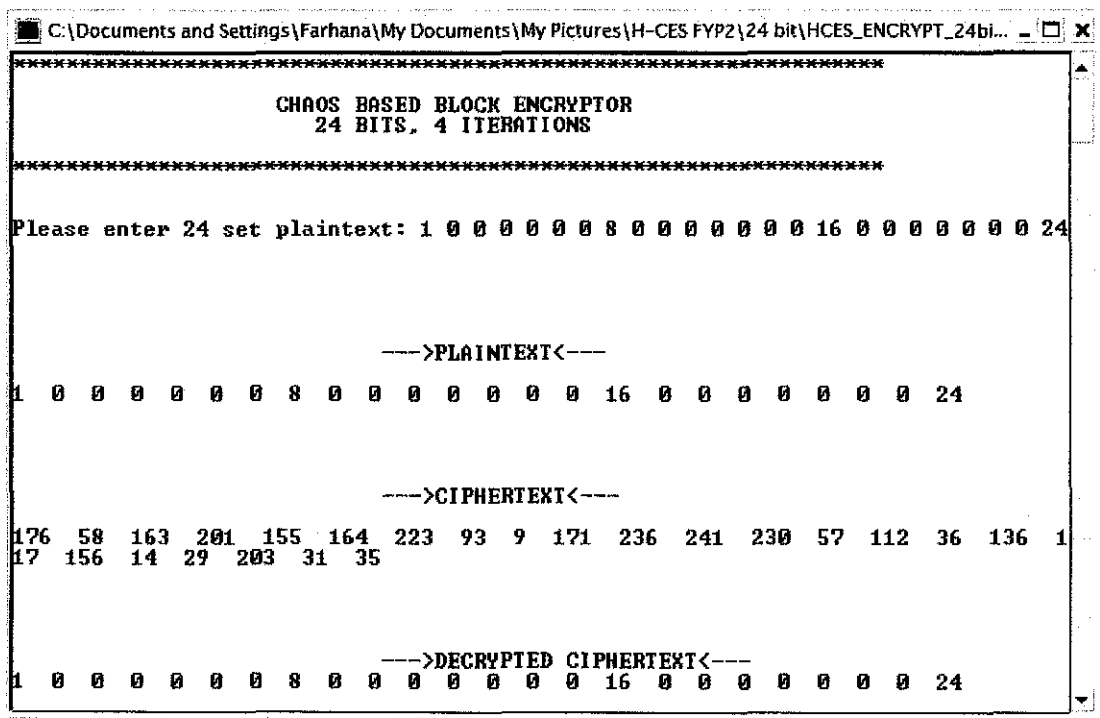 C:\Documents and Settings\Farhana\My Documents\My Pictures\H-CES FYP2\24 bit\HCES_ENCRYPT_24bi...
*******************************************************************
CHAOS BASED BLOCK ENCRYPTOR
24 BITS, 4 ITERATIONS
*******************************************************************
Please enter 24 set plaintext: 1 0 0 0 0 0 0 8 0 0 0 0 0 0 0 16 0 0 0 0 0 0 0 24
--->PLAINTEXT<---
1 0 0 0 0 0 0 8 0 0 0 0 0 0 0 16 0 0 0 0 0 0 0 24
--->CIPHERTEXT<---
176 58 163 201 155 164 223 93 9 171 236 241 230 57 112 36 136 1
17 156 14 29 203 31 35
--->DECRYPTED CIPHERTEXT<---
1 0 0 0 0 0 0 8 0 0 0 0 0 0 0 16 0 0 0 0 0 0 0 24